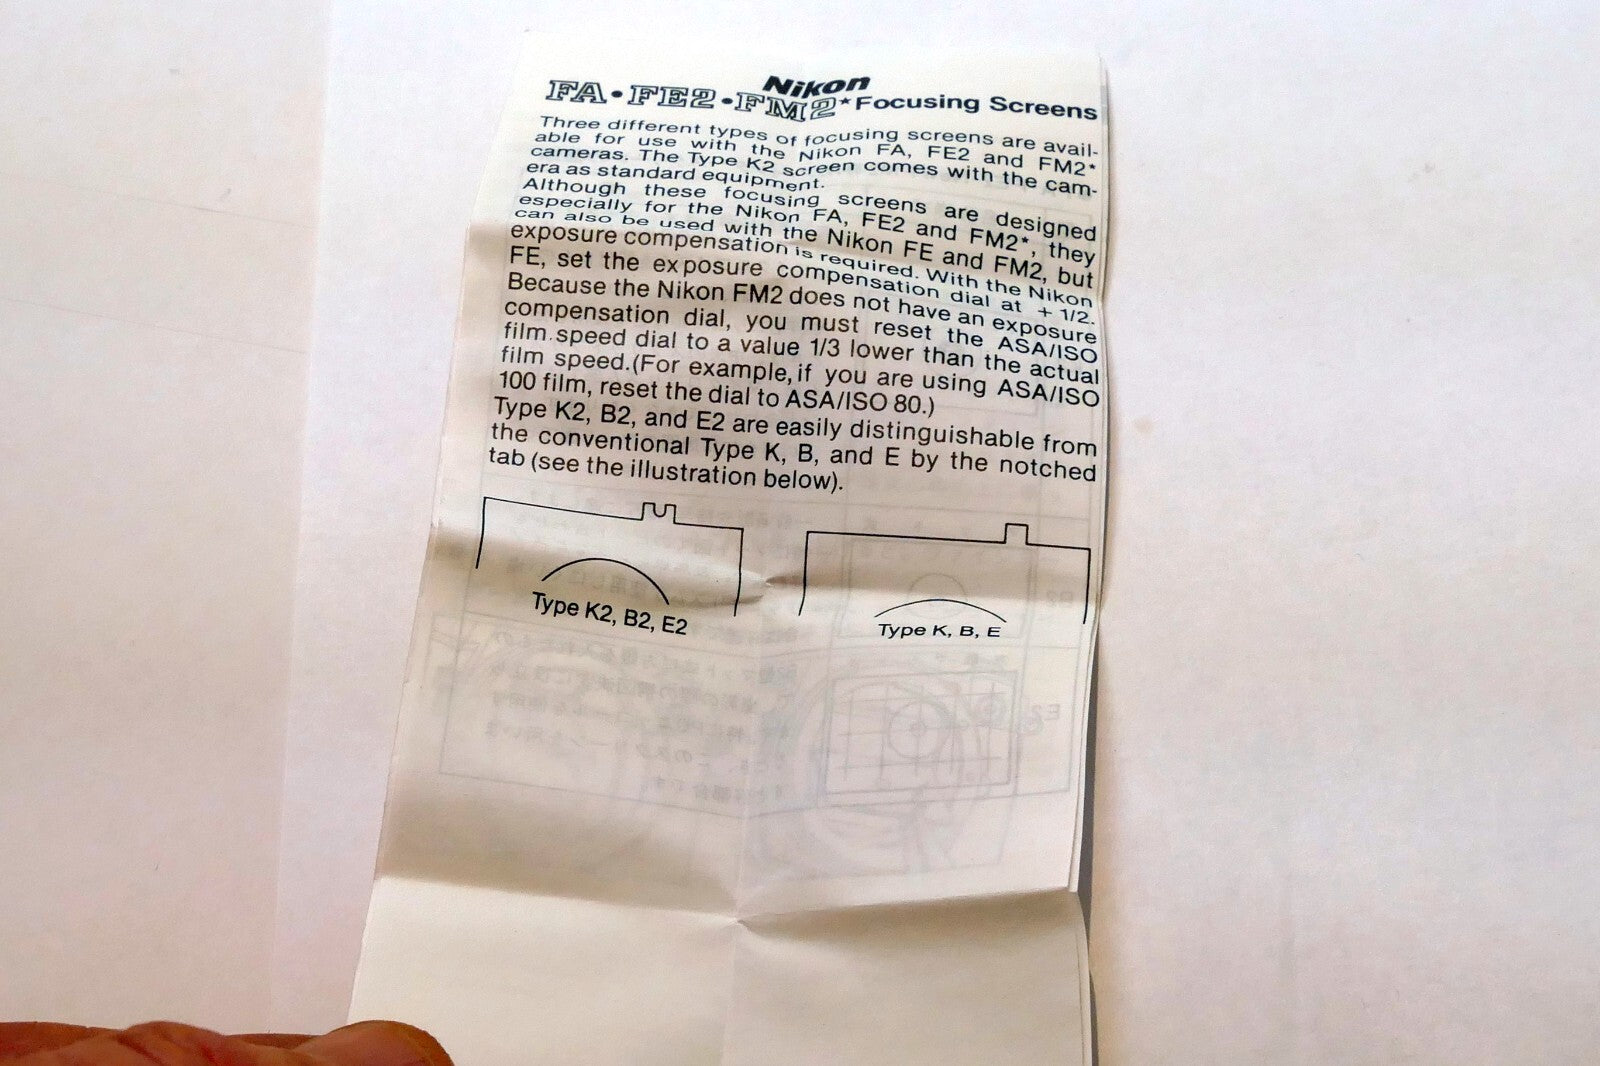 Nikon
FA•FE2•FM2* Focusing Screens
Three different types of focusing screens are avail-
able for use with the Nikon FA, FE2 and FM2*
cameras. The Type K2 screen comes with the cam-
era as standard equipment.
Although these focusing screens are designed
especially for the Nikon FA, FE2 and FM2*, they
can also be used with the Nikon FE and FM2, but
exposure compensation is required. With the Nikon
FE, set the exposure compensation dial at + 1/2.
Because the Nikon FM2 does not have an exposure
compensation dial, you must reset the ASA/ISO
film speed dial to a value 1/3 lower than the actual
film speed. (For example, if you are using ASA/ISO
100 film, reset the dial to ASA/ISO 80.)
Type K2, B2, and E2 are easily distinguishable from
the conventional Type K, B, and E by the notched
tab (see the illustration below).
Type K2, B2, E2
Type K, B, E